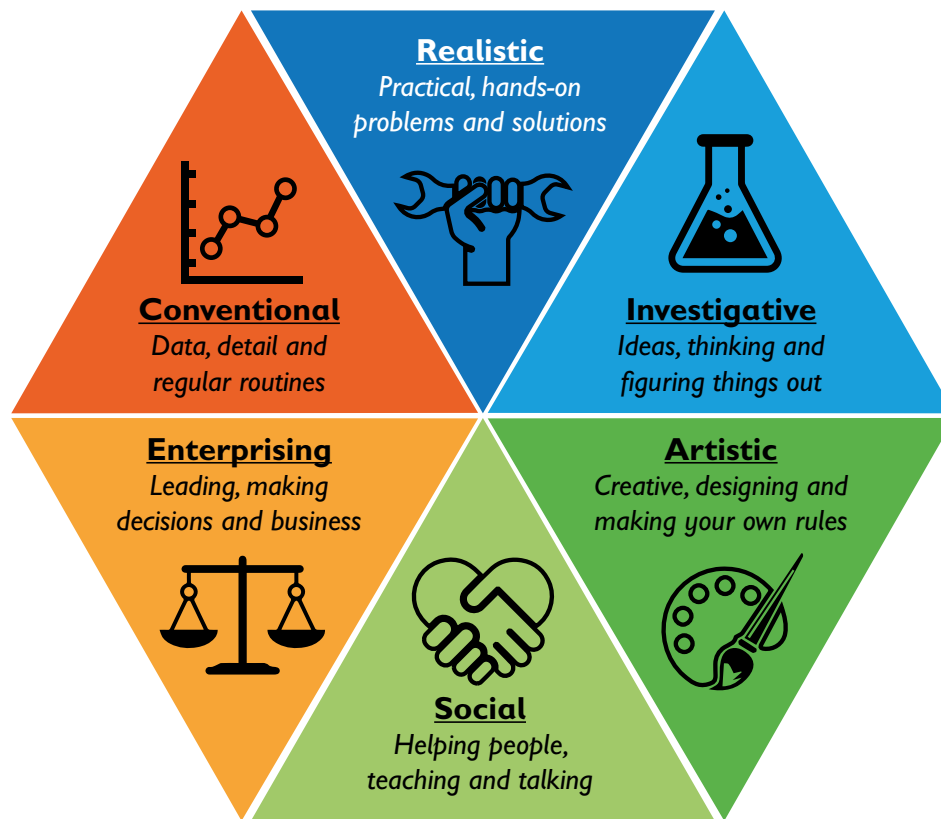 Realistic
Practical, hands-on
problems and solutions
Conventional
Data, detail and
regular routines
Investigative
Ideas, thinking and
figuring things out
Enterprising
Leading, making
decisions and business
Artistic
Creative, designing and
making your own rules
Social
Helping people,
teaching and talking